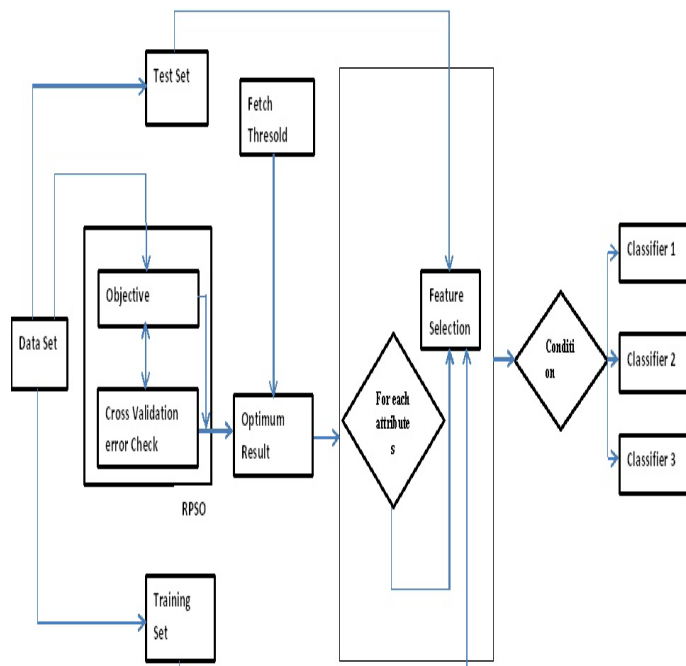 Test Set
Fetch
Thresold
Objective
Feature
Selection
Classifier 1
Data Set
Conditi
on
Classifier 2
Cross Validation
error Check
Optimum
Result
For each
attribute
s
Classifier 3
RPSO
Training
Set